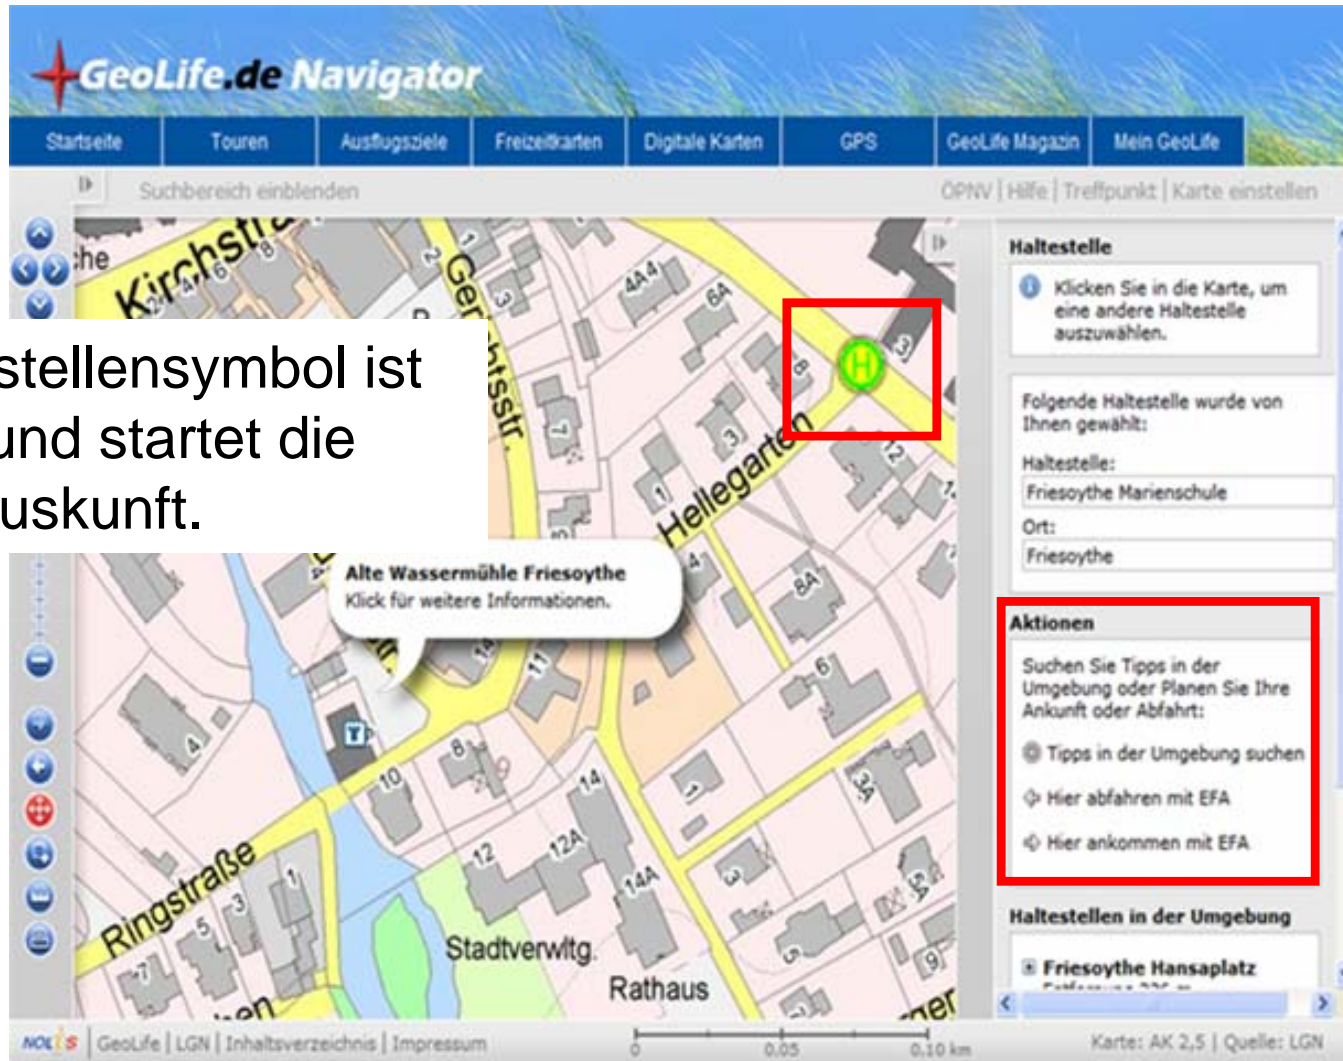 GeoLife.de Navigator
Startseite Touren Ausflugsziele Freizeitkarten Digitale Karten GPS GeoLife Magazin Mein GeoLife
Suchbereich einblenden
ÖPNV | Hilfe | Treffpunkt | Karte einstellen
stellensymbol ist
und startet die
uskunft.
Kirchstra
Gerichtsstr.
Hellegarten
H
Alte Wassermühle Friesoythe
Klick für weitere Informationen.
Ringstraße
Stadtverwltg.
Rathaus
Haltestelle
Klicken Sie in die Karte, um
eine andere Haltestelle
auszuwählen.
Folgende Haltestelle wurde von
Ihnen gewählt:
Haltestelle:
Friesoythe Marienschule
Ort:
Friesoythe
Aktionen
Suchen Sie Tipps in der
Umgebung oder Planen Sie Ihre
Ankunft oder Abfahrt:
Tipps in der Umgebung suchen
Hier abfahren mit EFA
Hier ankommen mit EFA
Haltestellen in der Umgebung
Friesoythe Hansaplatz
NOLIS | GeoLife | LGN | Inhaltsverzeichnis | Impressum
0 0.05 0.10 km
Karte: AK 2,5 | Quelle: LGN